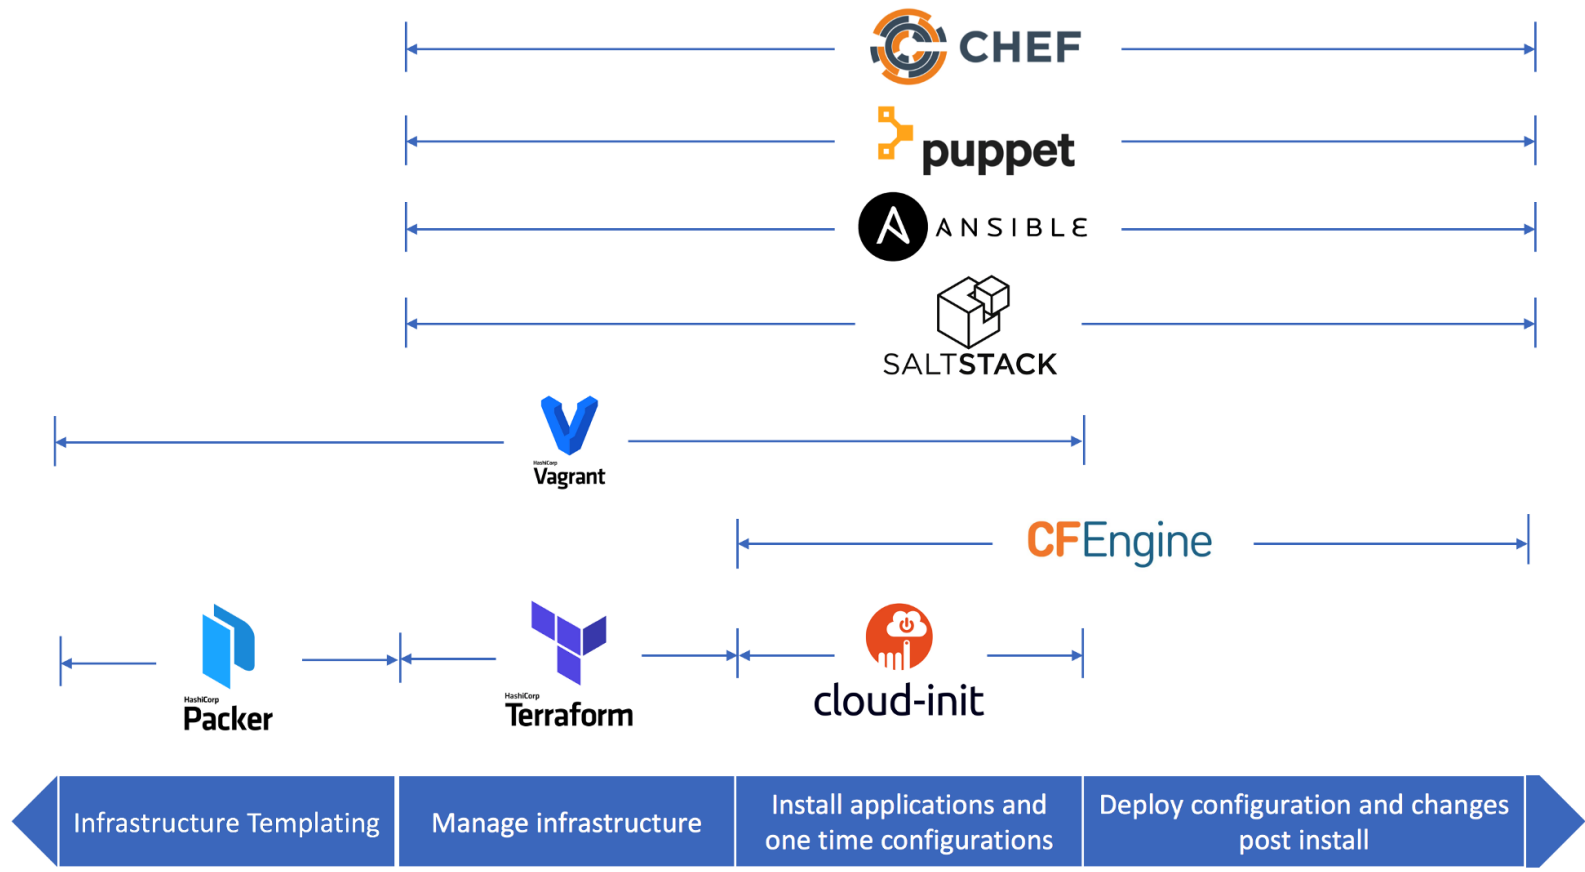 CHEF
puppet
ANSIBLE
SALTSTACK
HashiCorp
Vagrant
CFEngine
HashiCorp
Packer
HashiCorp
Terraform
cloud-init
Infrastructure Templating
Manage infrastructure
Install applications and
one time configurations
Deploy configuration and changes
post install